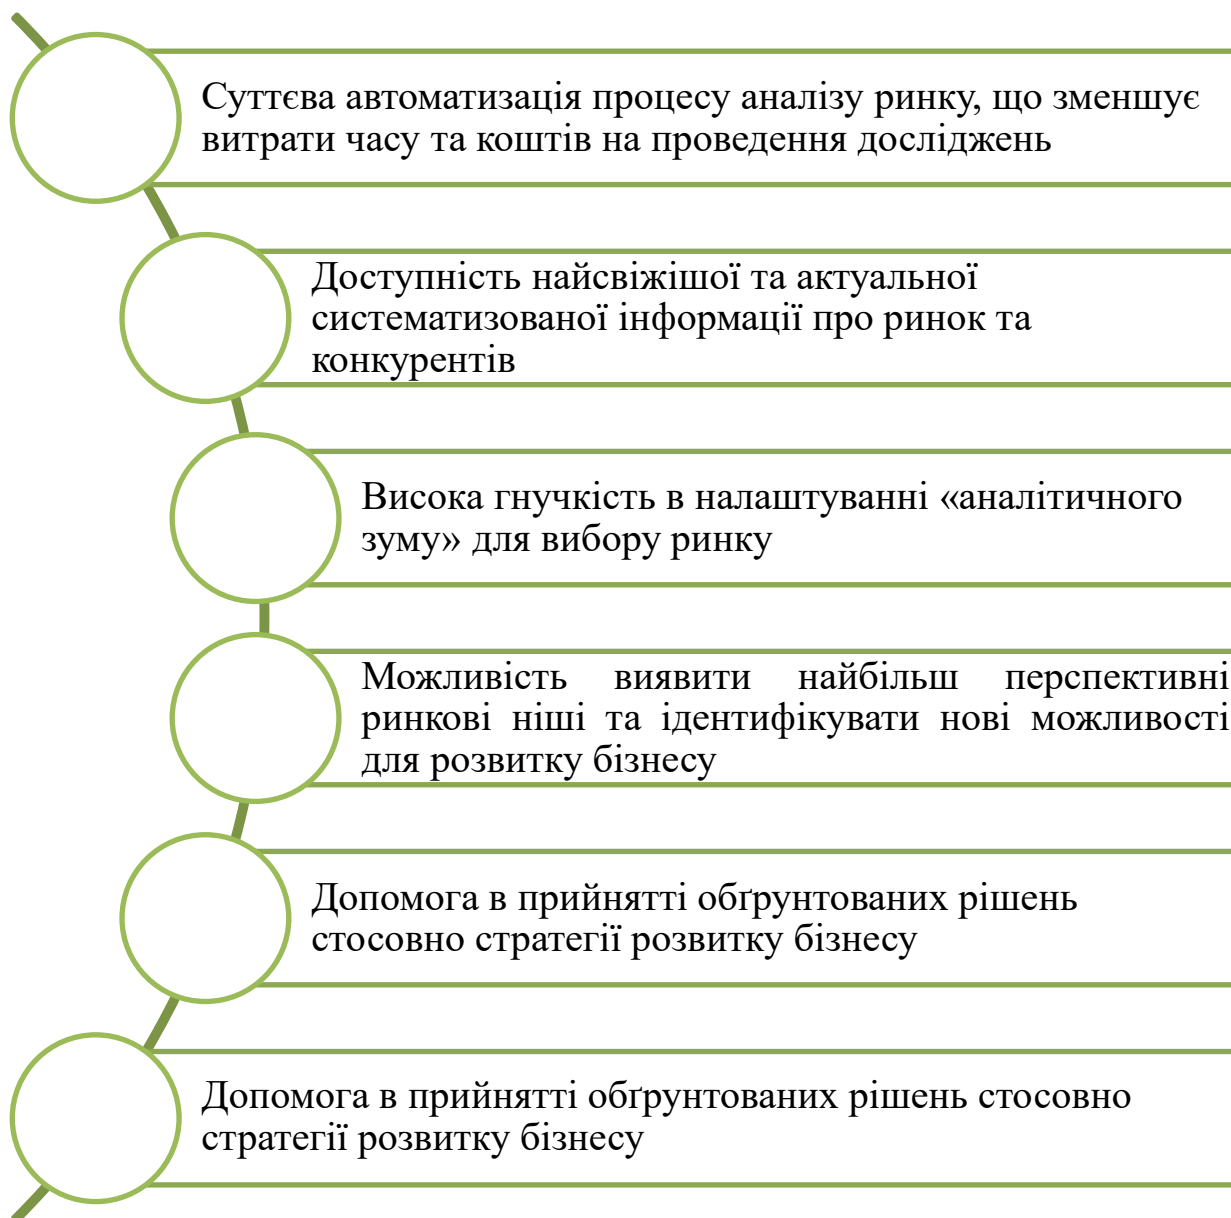 Суттєва автоматизація процесу аналізу ринку, що зменшує
витрати часу та коштів на проведення досліджень
Доступність найсвіжішої та актуальної
систематизованої інформації про ринок та
конкурентів
Висока гнучкість в налаштуванні «аналітичного
зуму» для вибору ринку
Можливість виявити найбільш перспективні
ринкові ніші та ідентифікувати нові можливості
для розвитку бізнесу
Допомога в прийнятті обґрунтованих рішень
стосовно стратегії розвитку бізнесу
Допомога в прийнятті обґрунтованих рішень стосовно
стратегії розвитку бізнесу